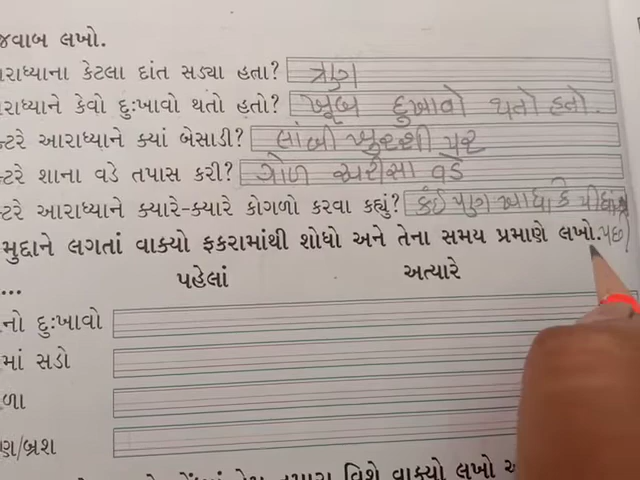 જવાબ લખો.
રાધ્યાના કેટલા દાંત સડ્યા હતા? ત્રણ
રાધ્યાને કેવો દુઃખાવો થતો હતો? ખૂબ દુખાવો થતો હતો.
ટરે આરાધ્યાને ક્યાં બેસાડી? લાંબી ખુરશી પર
ટરે શાના વડે તપાસ કરી? ગોળ અરીસા વડે
ટરે આરાધ્યાને ક્યારે-ક્યારે કોગળો કરવા કહ્યું? કંઈ પણ ખાધા કે પીધા
મુદ્દાને લગતાં વાક્યો ફકરામાંથી શોધો અને તેના સમય પ્રમાણે લખો. પછી
... પહેલાં અત્યારે
નો દુઃખાવો
માં સડો
ળા
ણ/બ્રશ
વિશે વાક્યો લખો